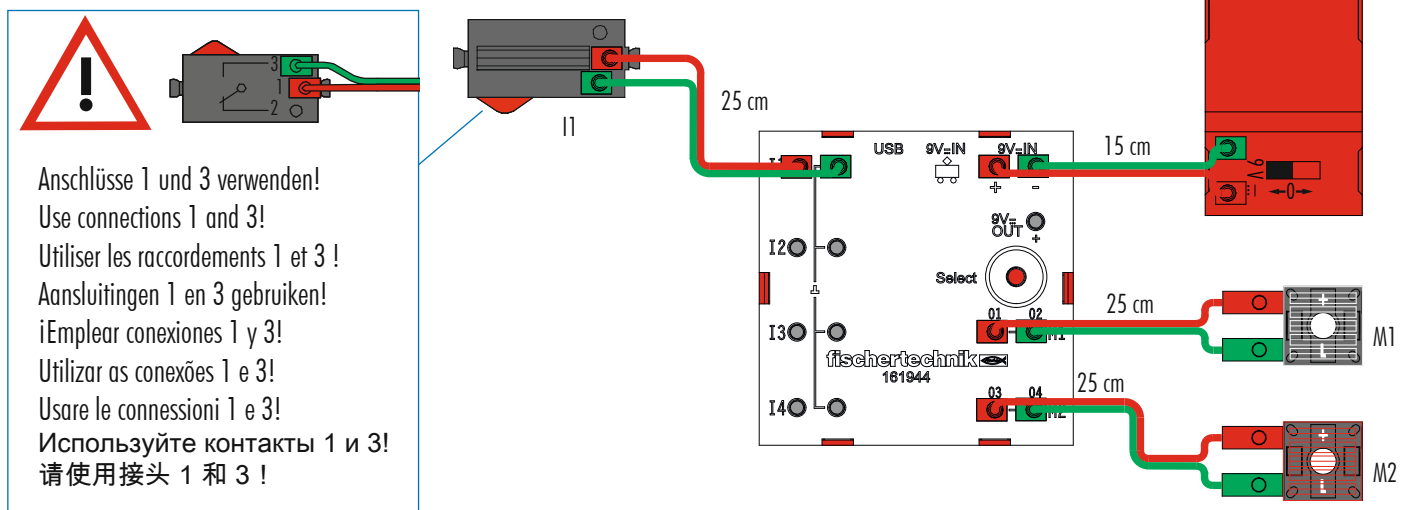 3
1
2
Anschlüsse 1 und 3 verwenden!
Use connections 1 and 3!
Utiliser les raccordements 1 et 3 !
Aansluitingen 1 en 3 gebruiken!
¡Emplear conexiones 1 y 3!
Utilizar as conexões 1 e 3!
Usare le connessioni 1 e 3!
Используйте контакты 1 и 3!
请使用接头 1 和 3！
I1
25 cm
I1
USB 9V=IN 9V=IN
+ -
9V=
OUT +
I2
Select
I3
O1 O2
M1
fischertechnik
161944
I4
O3 O4
M2
15 cm
9 V
←0→
25 cm
+
-
M1
25 cm
+
-
M2